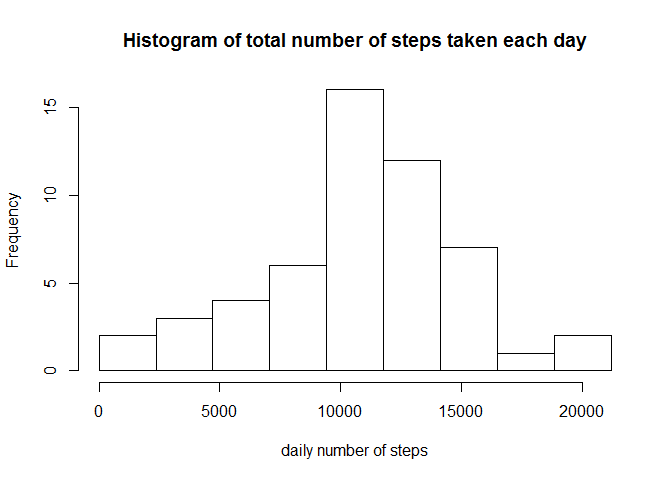 Histogram of total number of steps taken each day
Frequency
15
10
5
0
0 5000 10000 15000 20000
daily number of steps